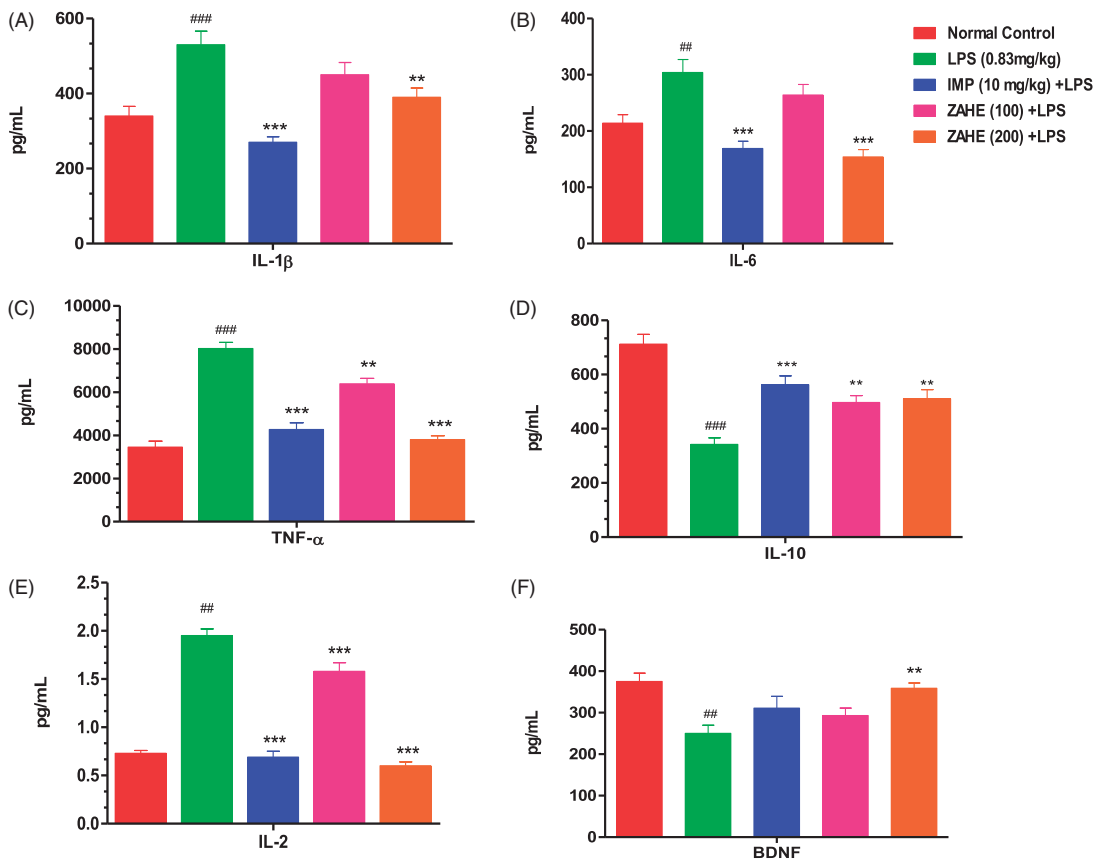 (A)
600
400
200
0
pg/mL
###
***
**
IL-1β
(B)
400
300
200
100
0
pg/mL
##
***
***
IL-6
Normal Control
LPS (0.83mg/kg)
IMP (10 mg/kg) +LPS
ZAHE (100) +LPS
ZAHE (200) +LPS
(C)
10000
8000
6000
4000
2000
0
pg/mL
###
***
**
***
TNF-α
(D)
800
600
400
200
0
pg/mL
###
***
**
**
IL-10
(E)
2.5
2.0
1.5
1.0
0.5
0.0
pg/mL
##
***
***
***
IL-2
(F)
500
400
300
200
100
0
pg/mL
##
**
BDNF